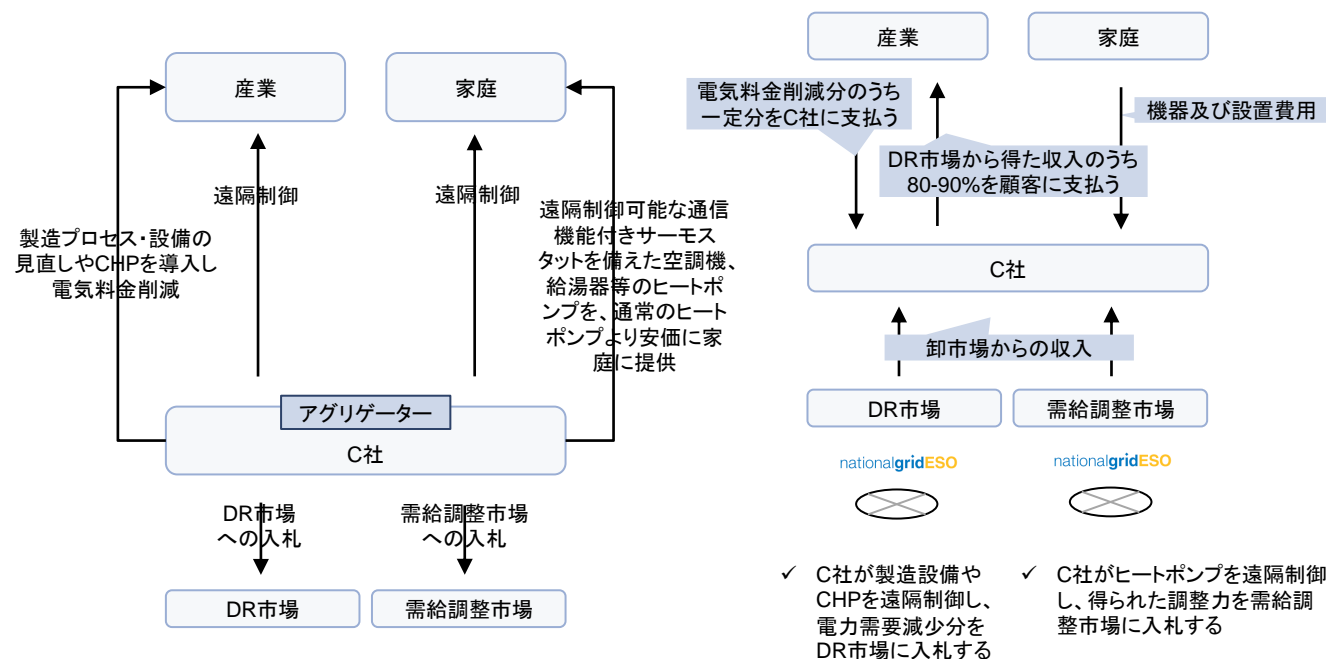 産業
家庭
遠隔制御
遠隔制御
製造プロセス・設備の
見直しやCHPを導入し
電気料金削減
遠隔制御可能な通信
機能付きサーモス
タットを備えた空調機、
給湯器等のヒートポ
ンプを、通常のヒート
ポンプより安価に家
庭に提供
アグリゲーター
C社
DR市場
への入札
需給調整市場
への入札
DR市場
需給調整市場
産業
家庭
電気料金削減分のうち
一定分をC社に支払う
機器及び設置費用
DR市場から得た収入のうち
80-90%を顧客に支払う
C社
卸市場からの収入
DR市場
需給調整市場
nationalgridESO
nationalgridESO
✓ C社が製造設備や
CHPを遠隔制御し、
電力需要減少分を
DR市場に入札する
✓ C社がヒートポンプを遠隔制御
し、得られた調整力を需給調
整市場に入札する